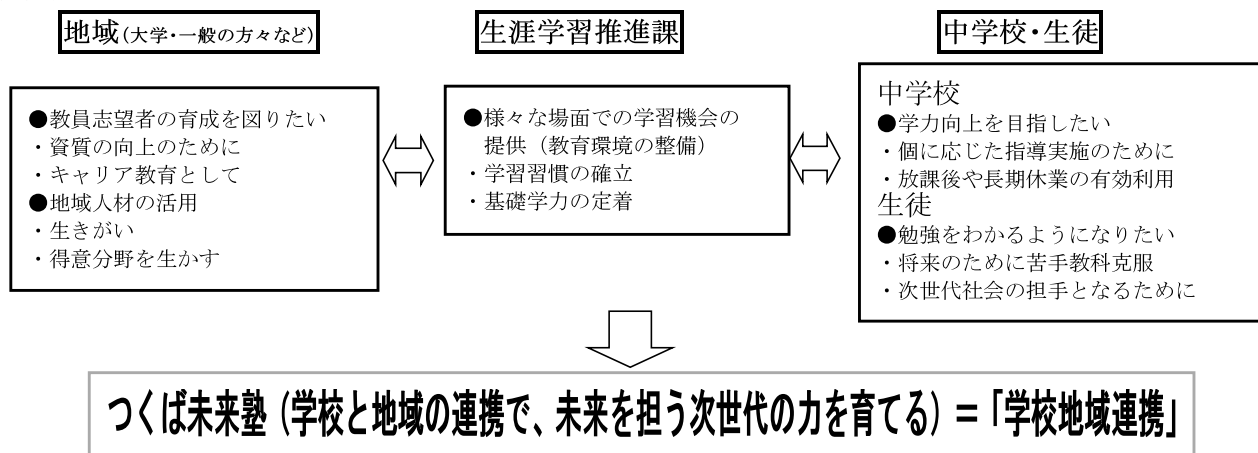 地域（大学・一般の方々など）
●教員志望者の育成を図りたい
・資質の向上のために
・キャリア教育として
●地域人材の活用
・生きがい
・得意分野を生かす
生涯学習推進課
●様々な場面での学習機会の
提供（教育環境の整備）
・学習習慣の確立
・基礎学力の定着
中学校・生徒
中学校
●学力向上を目指したい
・個に応じた指導実施のために
・放課後や長期休業の有効利用
生徒
●勉強をわかるようになりたい
・将来のために苦手教科克服
・次世代社会の担手となるために
つくば未来塾（学校と地域の連携で、未来を担う次世代の力を育てる）＝「学校地域連携」